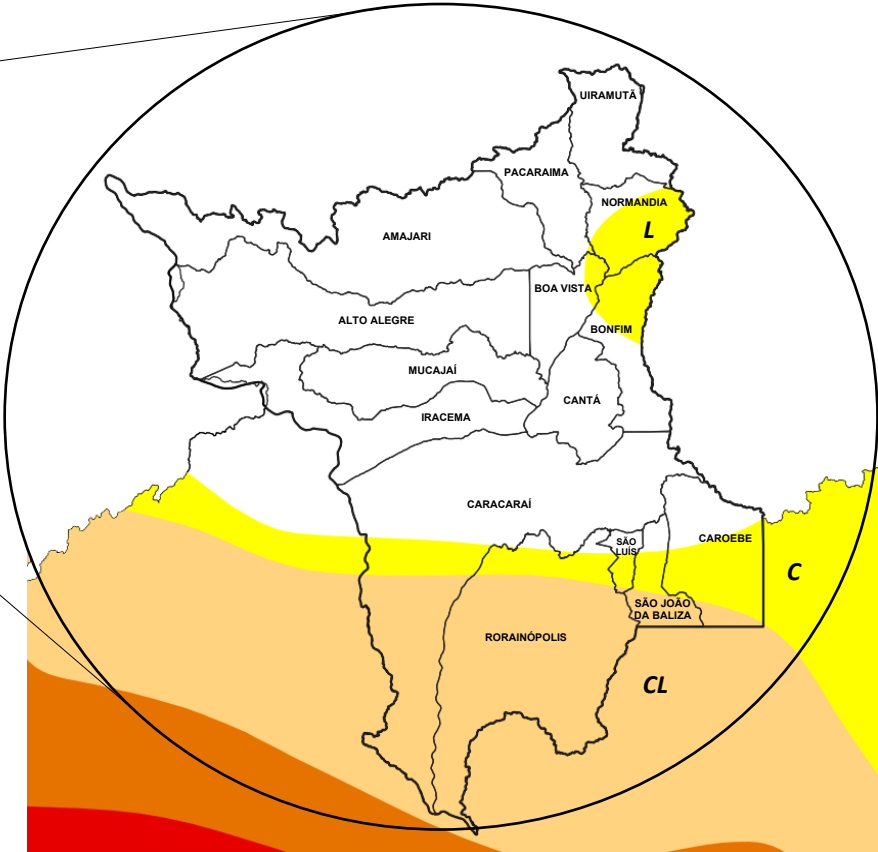 UIRAMUTÃ
PACARAIMA
NORMANDIA
L
AMAJARI
BOA VISTA
ALTO ALEGRE
BONFIM
MUCAJAÍ
CANTÁ
IRACEMA
CARACARAÍ
SÃO
LUÍS
CAROEBE
C
SÃO JOÃO
DA BALIZA
RORAINÓPOLIS
CL